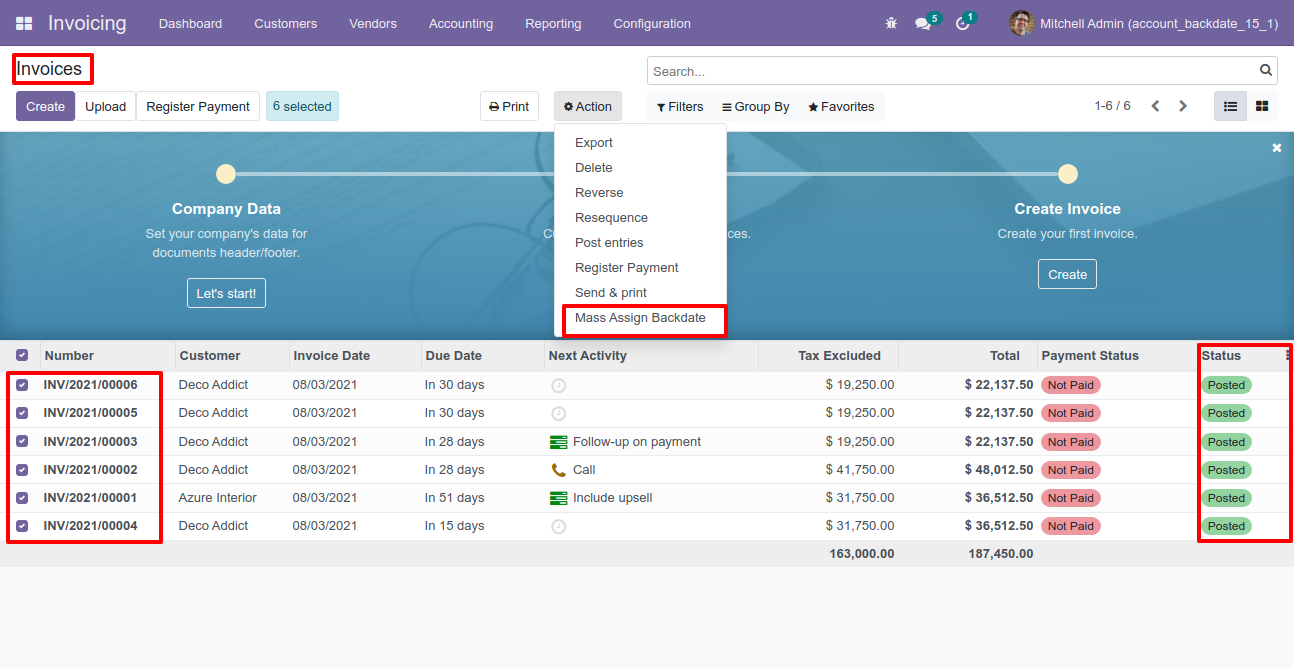 Invoicing Dashboard Customers Vendors Accounting Reporting Configuration 5 1 Mitchell Admin (account_backdate_15_1)
Invoices Search...
Create Upload Register Payment 6 selected Print Action Filters Group By Favorites 1-6 / 6
Export
Delete
Reverse
Resequence
Post entries
Register Payment
Send & print
Mass Assign Backdate
Company Data
Set your company's data for
documents header/footer.
Let's start!
ces.
Create Invoice
Create your first invoice.
Create
Number Customer Invoice Date Due Date Next Activity Tax Excluded Total Payment Status Status
INV/2021/00006 Deco Addict 08/03/2021 In 30 days $ 19,250.00 $ 22,137.50 Not Paid Posted
INV/2021/00005 Deco Addict 08/03/2021 In 30 days $ 19,250.00 $ 22,137.50 Not Paid Posted
INV/2021/00003 Deco Addict 08/03/2021 In 28 days Follow-up on payment $ 19,250.00 $ 22,137.50 Not Paid Posted
INV/2021/00002 Deco Addict 08/03/2021 In 28 days Call $ 41,750.00 $ 48,012.50 Not Paid Posted
INV/2021/00001 Azure Interior 08/03/2021 In 51 days Include upsell $ 31,750.00 $ 36,512.50 Not Paid Posted
INV/2021/00004 Deco Addict 08/03/2021 In 15 days $ 31,750.00 $ 36,512.50 Not Paid Posted
163,000.00 187,450.00